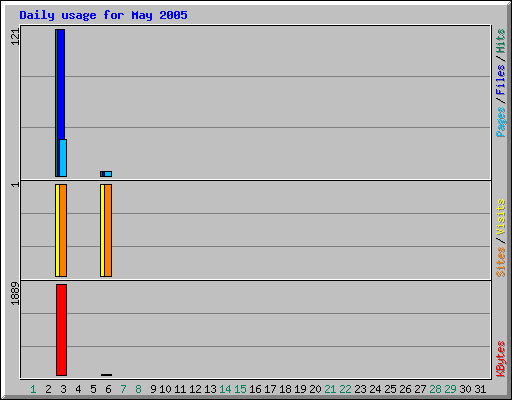 Daily usage for May 2005
121
Pages / Files / Hits
1
Sites / Visits
1889
KBytes
1 2 3 4 5 6 7 8 9 10 11 12 13 14 15 16 17 18 19 20 21 22 23 24 25 26 27 28 29 30 31